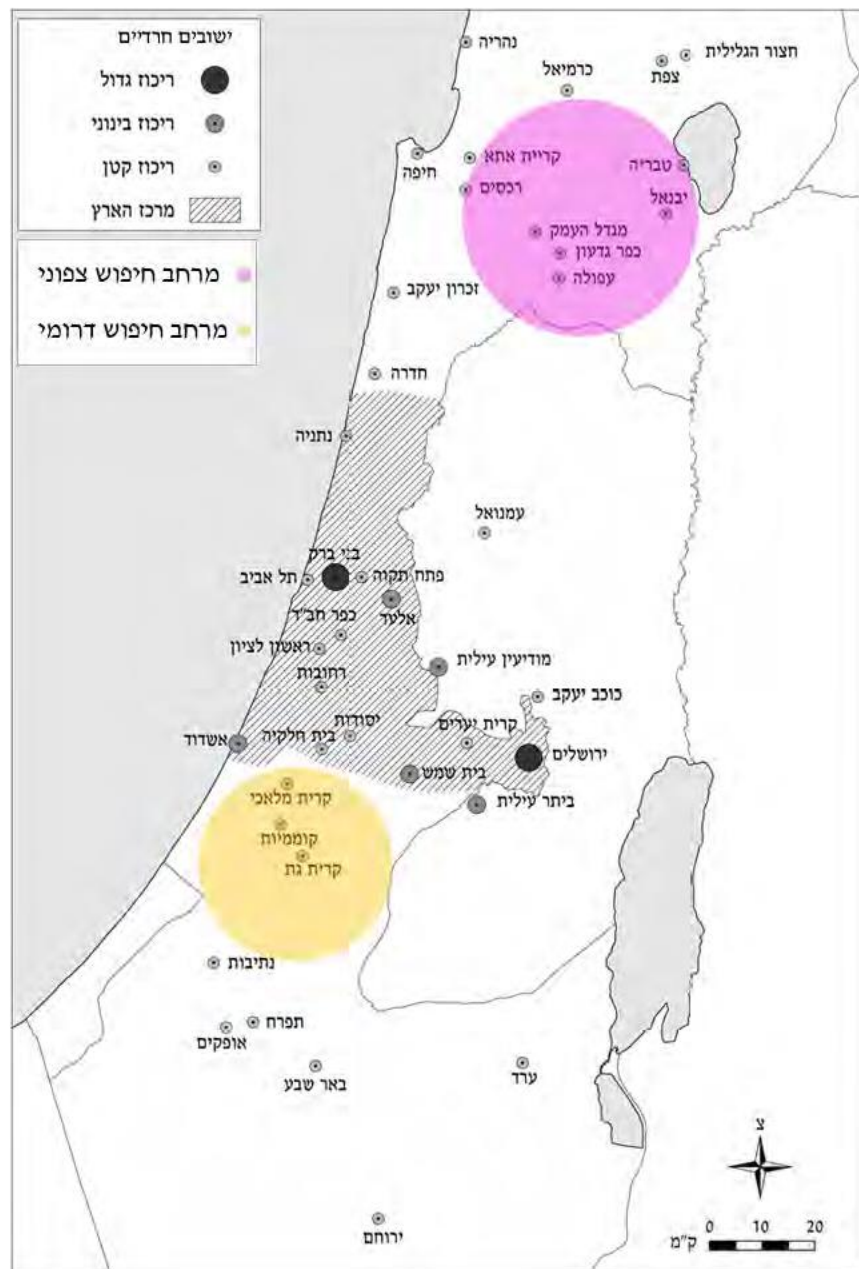 ישובים חרדיים
ריכוז גדול
ריכוז בינוני
ריכוז קטן
מרכז הארץ
מרחב חיפוש צפוני
מרחב חיפוש דרומי
נהריה
חצור הגלילית
צפת
כרמיאל
קריית אתא
חיפה
טבריה
רכסים
יבנאל
מגדל העמק
כפר גדעון
עפולה
זכרון יעקב
חדרה
נתניה
עמנואל
בני ברק
פתח תקוה
תל אביב
אלעד
כפר חב"ד
ראשון לציון
מודיעין עילית
רחובות
כוכב יעקב
יסודות
קרית יערים
אשדוד
בית חלקיה
ירושלים
בית שמש
ביתר עילית
קרית מלאכי
קוממיות
קרית גת
נתיבות
תפרח
אופקים
באר שבע
ערד
ירוחם
צ
0 10 20
ק"מ